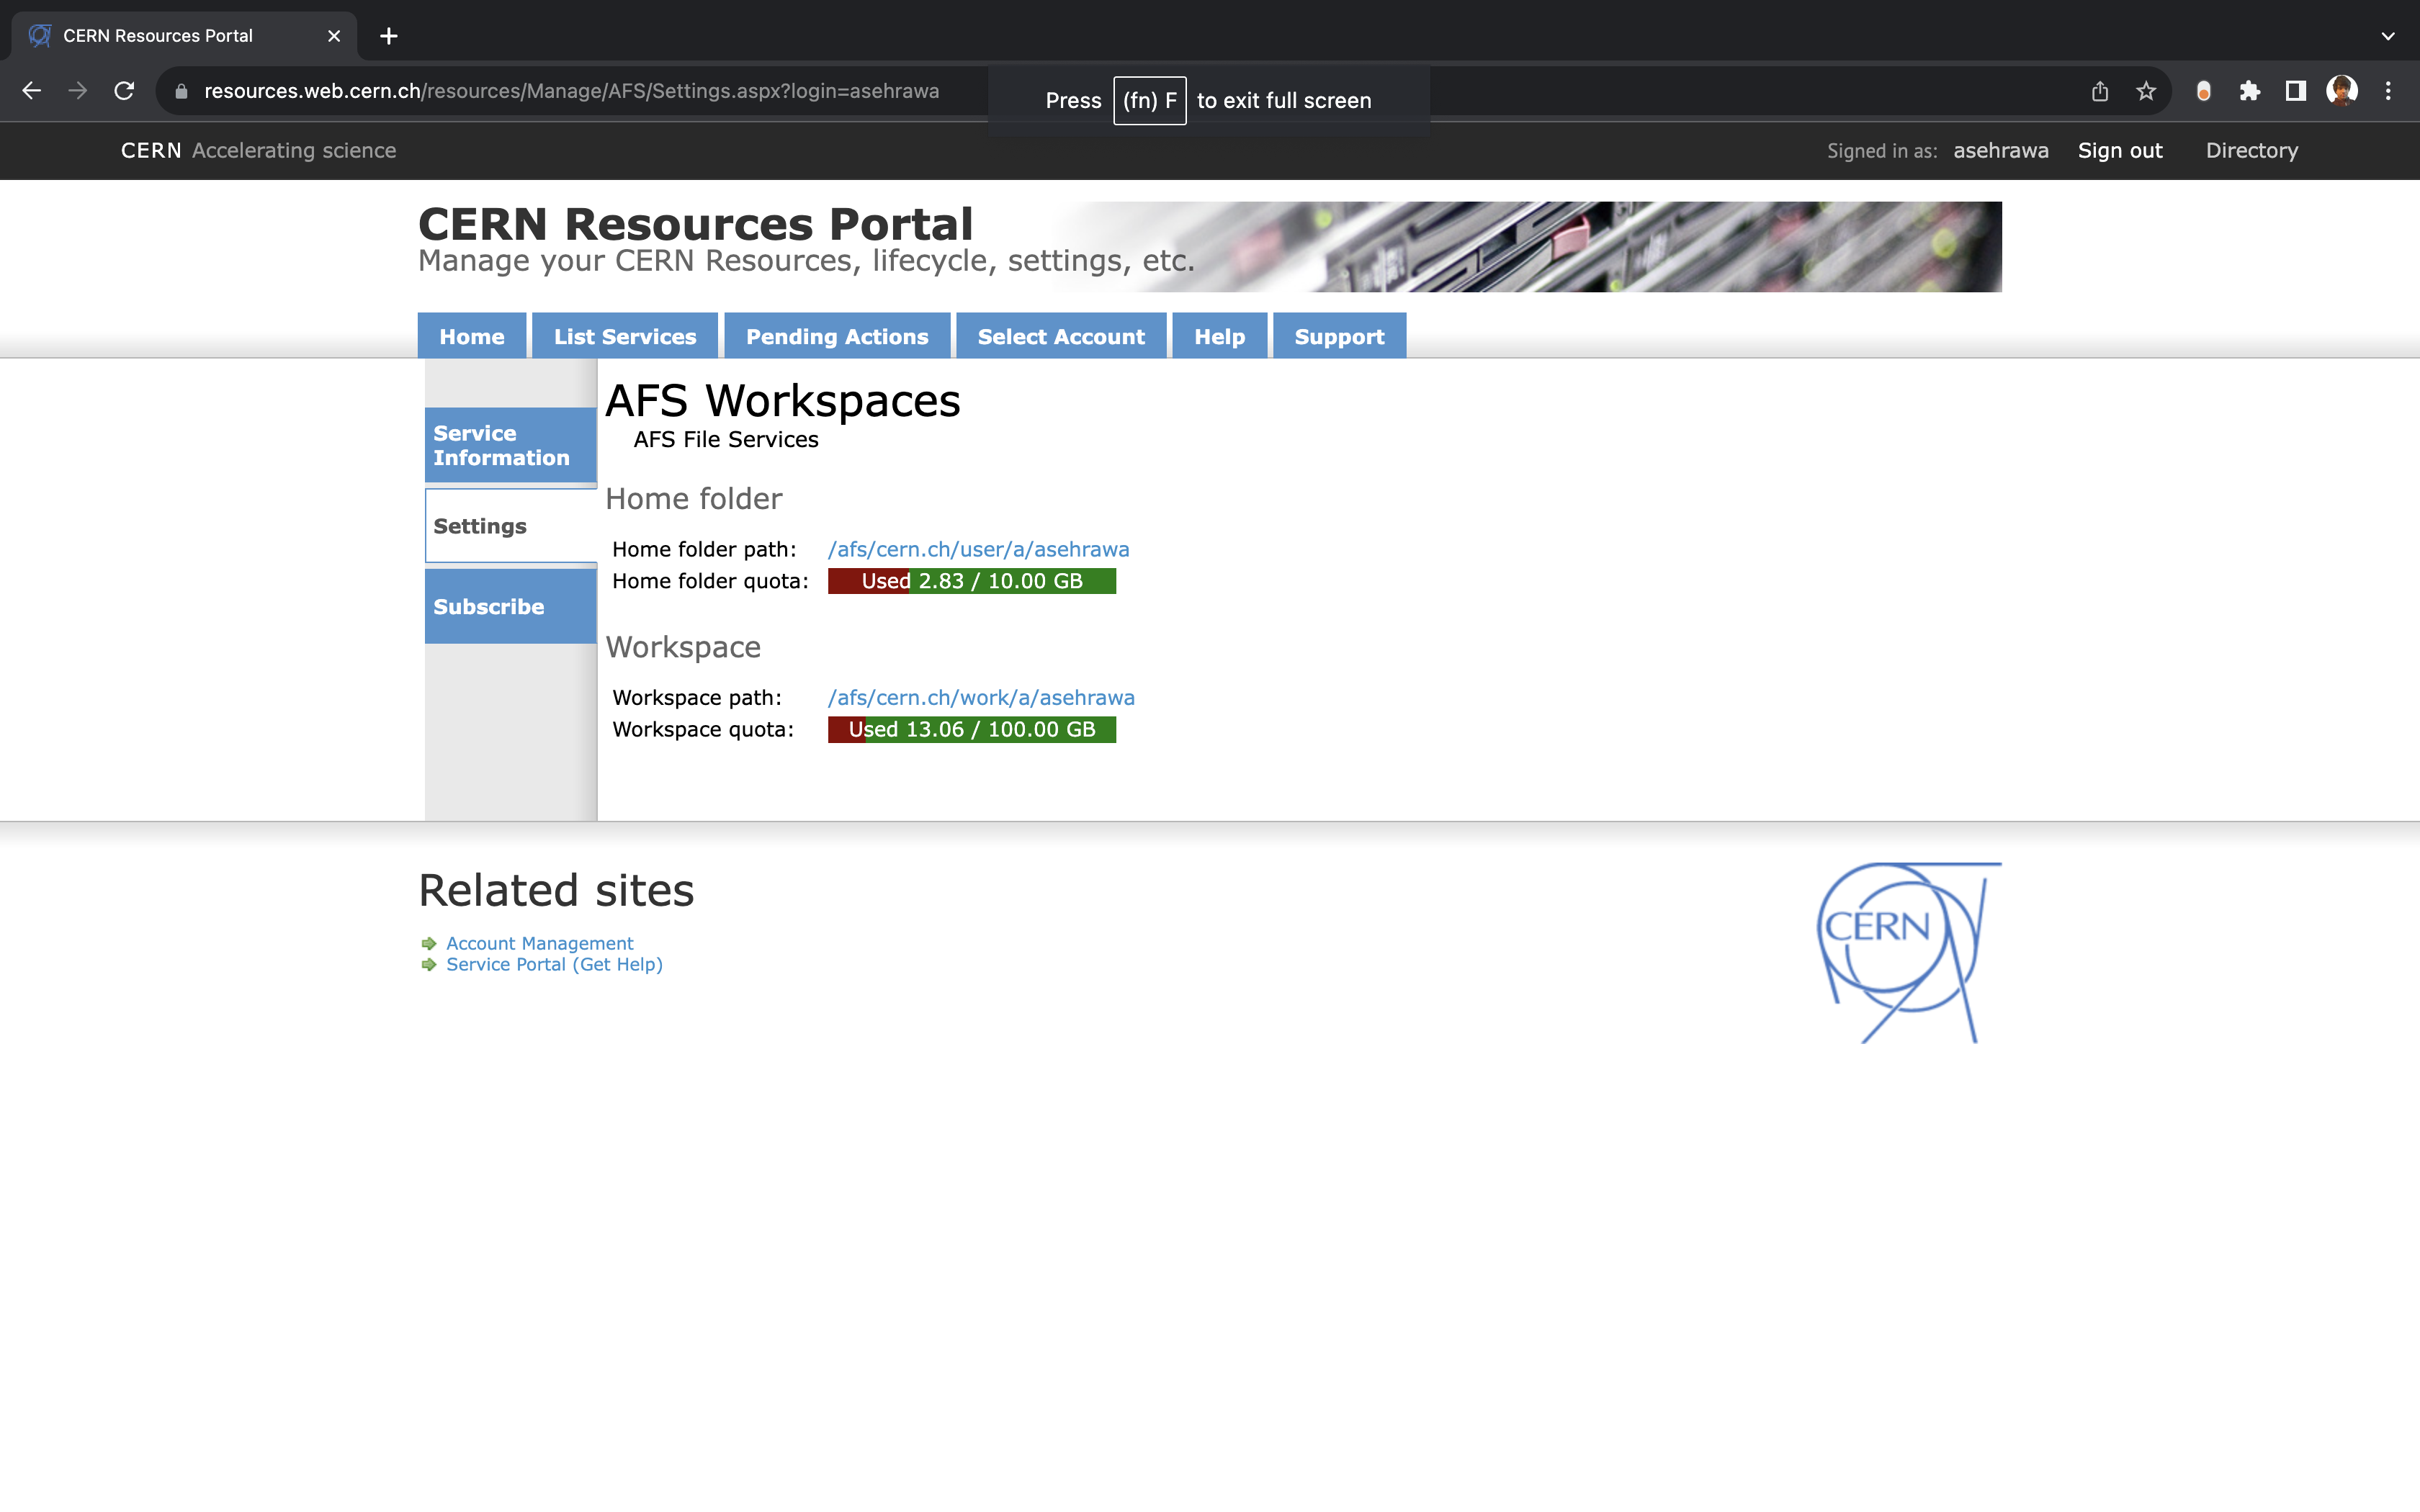 CERN Resources Portal
resources.web.cern.ch/resources/Manage/AFS/Settings.aspx?login=asehrawa
Press (fn) F to exit full screen
CERN Accelerating science
Signed in as: asehrawa Sign out Directory
CERN Resources Portal
Manage your CERN Resources, lifecycle, settings, etc.
Home List Services Pending Actions Select Account Help Support
Service
Information
Settings
Subscribe
AFS Workspaces
AFS File Services
Home folder
Home folder path: /afs/cern.ch/user/a/asehrawa
Home folder quota: Used 2.83 / 10.00 GB
Workspace
Workspace path: /afs/cern.ch/work/a/asehrawa
Workspace quota: Used 13.06 / 100.00 GB
Related sites
Account Management
Service Portal (Get Help)
CERN